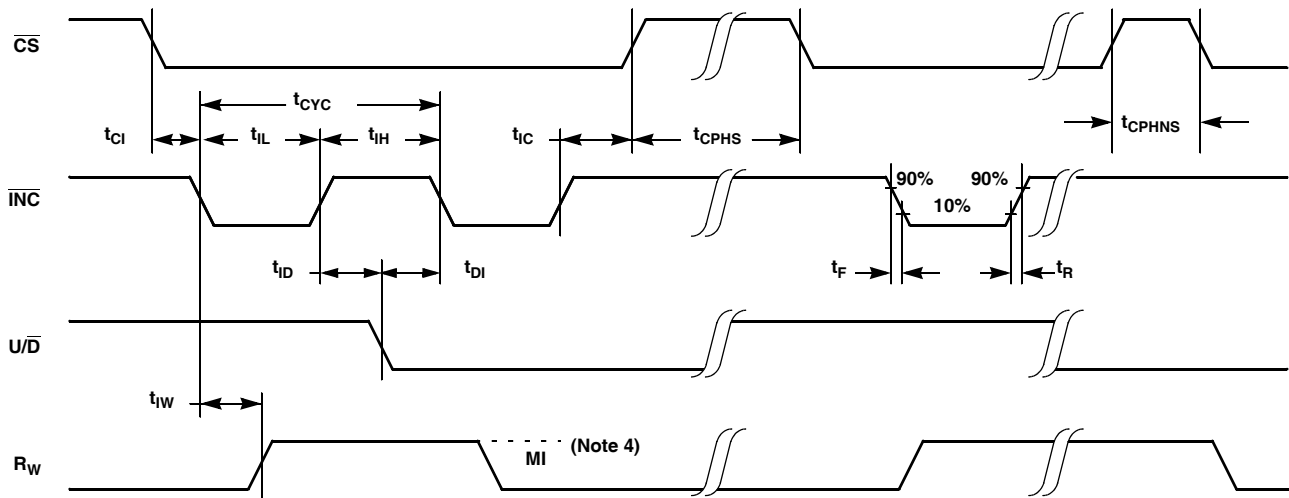 CS
tCYC
tCI tIL tIH tIC tCPHS tCPHNS
INC
90% 90%
10%
tID tDI tF tR
U/D
tIW
RW
MI (Note 4)